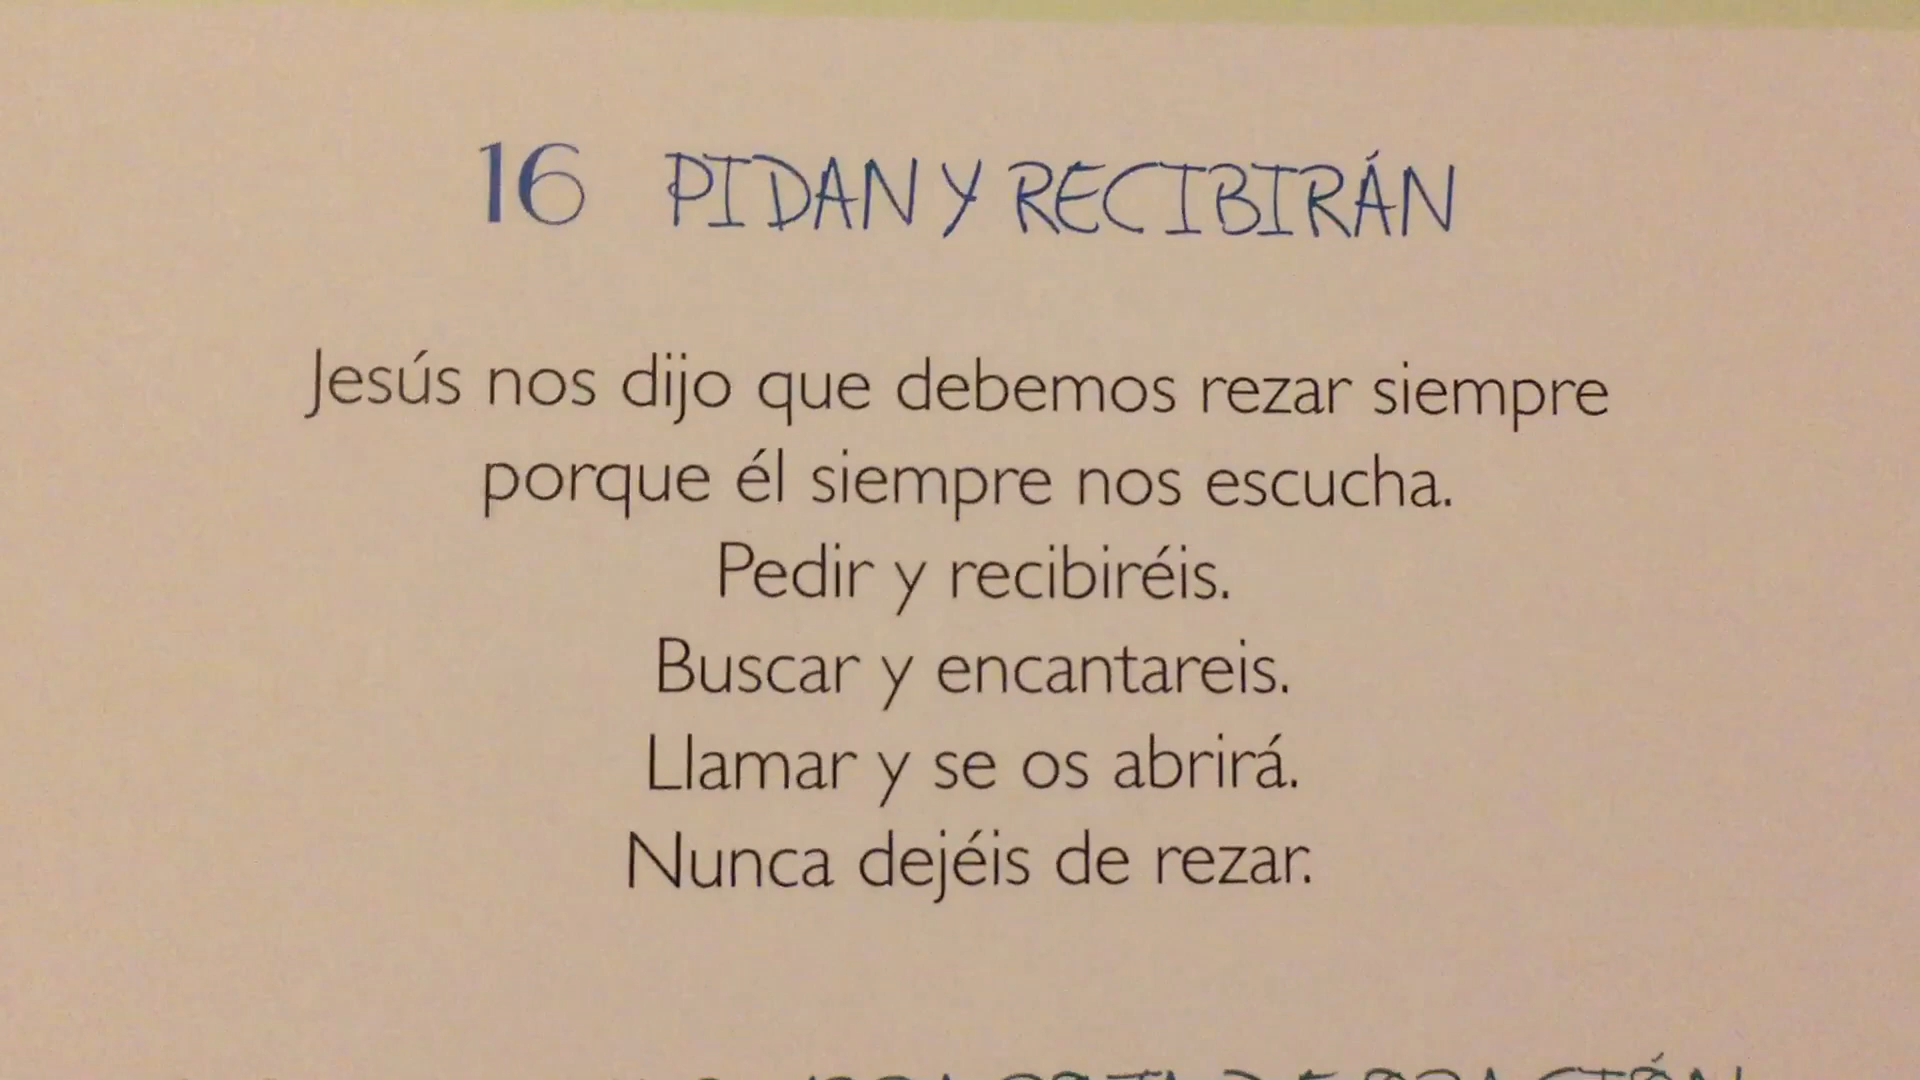 16 PIDAN Y RECIBIRÁN
Jesús nos dijo que debemos rezar siempre
porque él siempre nos escucha.
Pedir y recibiréis.
Buscar y encantareis.
Llamar y se os abrirá.
Nunca dejéis de rezar.